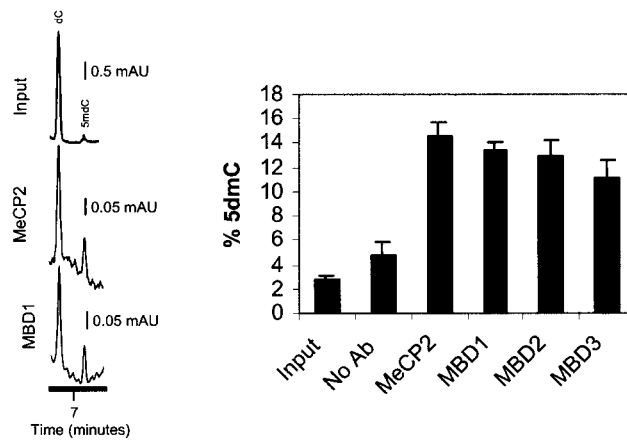 dC
5mdC
Input
0.5 mAU
MeCP2
0.05 mAU
MBD1
0.05 mAU
7
Time (minutes)
% 5dmC
18
16
14
12
10
8
6
4
2
0
Input
No Ab
MeCP2
MBD1
MBD2
MBD3